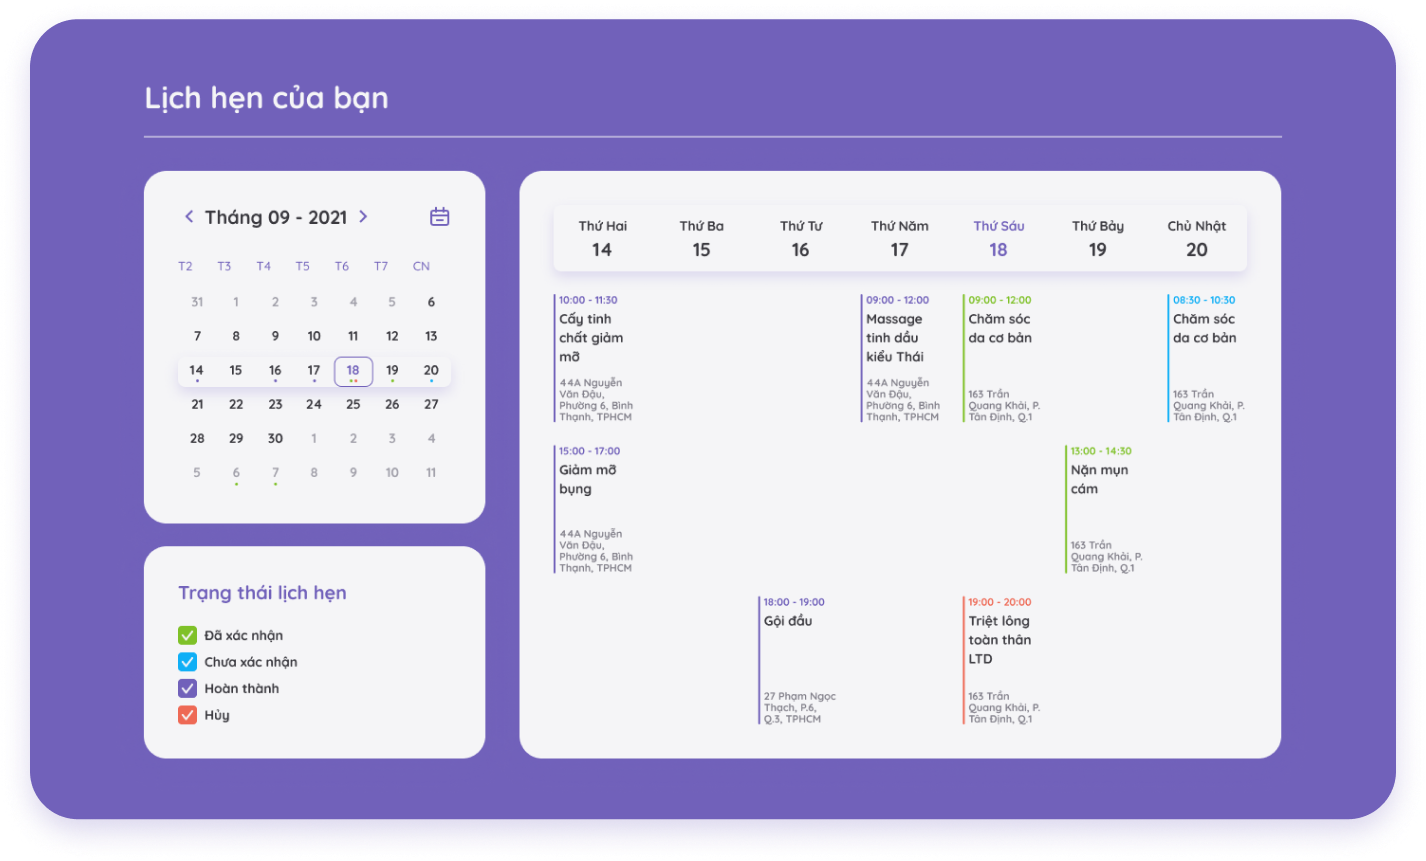 Lịch hẹn của bạn
Tháng 09 - 2021
T2 T3 T4 T5 T6 T7 CN
31 1 2 3 4 5 6
7 8 9 10 11 12 13
14 15 16 17 18 19 20
21 22 23 24 25 26 27
28 29 30 1 2 3 4
5 6 7 8 9 10 11
Trạng thái lịch hẹn
Đã xác nhận
Chưa xác nhận
Hoàn thành
Hủy
Thứ Hai Thứ Ba Thứ Tư Thứ Năm Thứ Sáu Thứ Bảy Chủ Nhật
14 15 16 17 18 19 20
10:00 - 11:30
Cấy tinh
chất giảm
mỡ
44A Nguyễn
Văn Đậu,
Phường 6, Bình
Thạnh, TPHCM
09:00 - 12:00
Massage
tinh dầu
kiểu Thái
44A Nguyễn
Văn Đậu,
Phường 6, Bình
Thạnh, TPHCM
09:00 - 12:00
Chăm sóc
da cơ bản
163 Trần
Quang Khải, P.
Tân Định, Q.1
08:30 - 10:30
Chăm sóc
da cơ bản
163 Trần
Quang Khải, P.
Tân Định, Q.1
15:00 - 17:00
Giảm mỡ
bụng
44A Nguyễn
Văn Đậu,
Phường 6, Bình
Thạnh, TPHCM
13:00 - 14:30
Nặn mụn
cám
163 Trần
Quang Khải, P.
Tân Định, Q.1
18:00 - 19:00
Gội đầu
27 Phạm Ngọc
Thạch, P.6,
Q.3, TPHCM
19:00 - 20:00
Triệt lông
toàn thân
LTD
163 Trần
Quang Khải, P.
Tân Định, Q.1